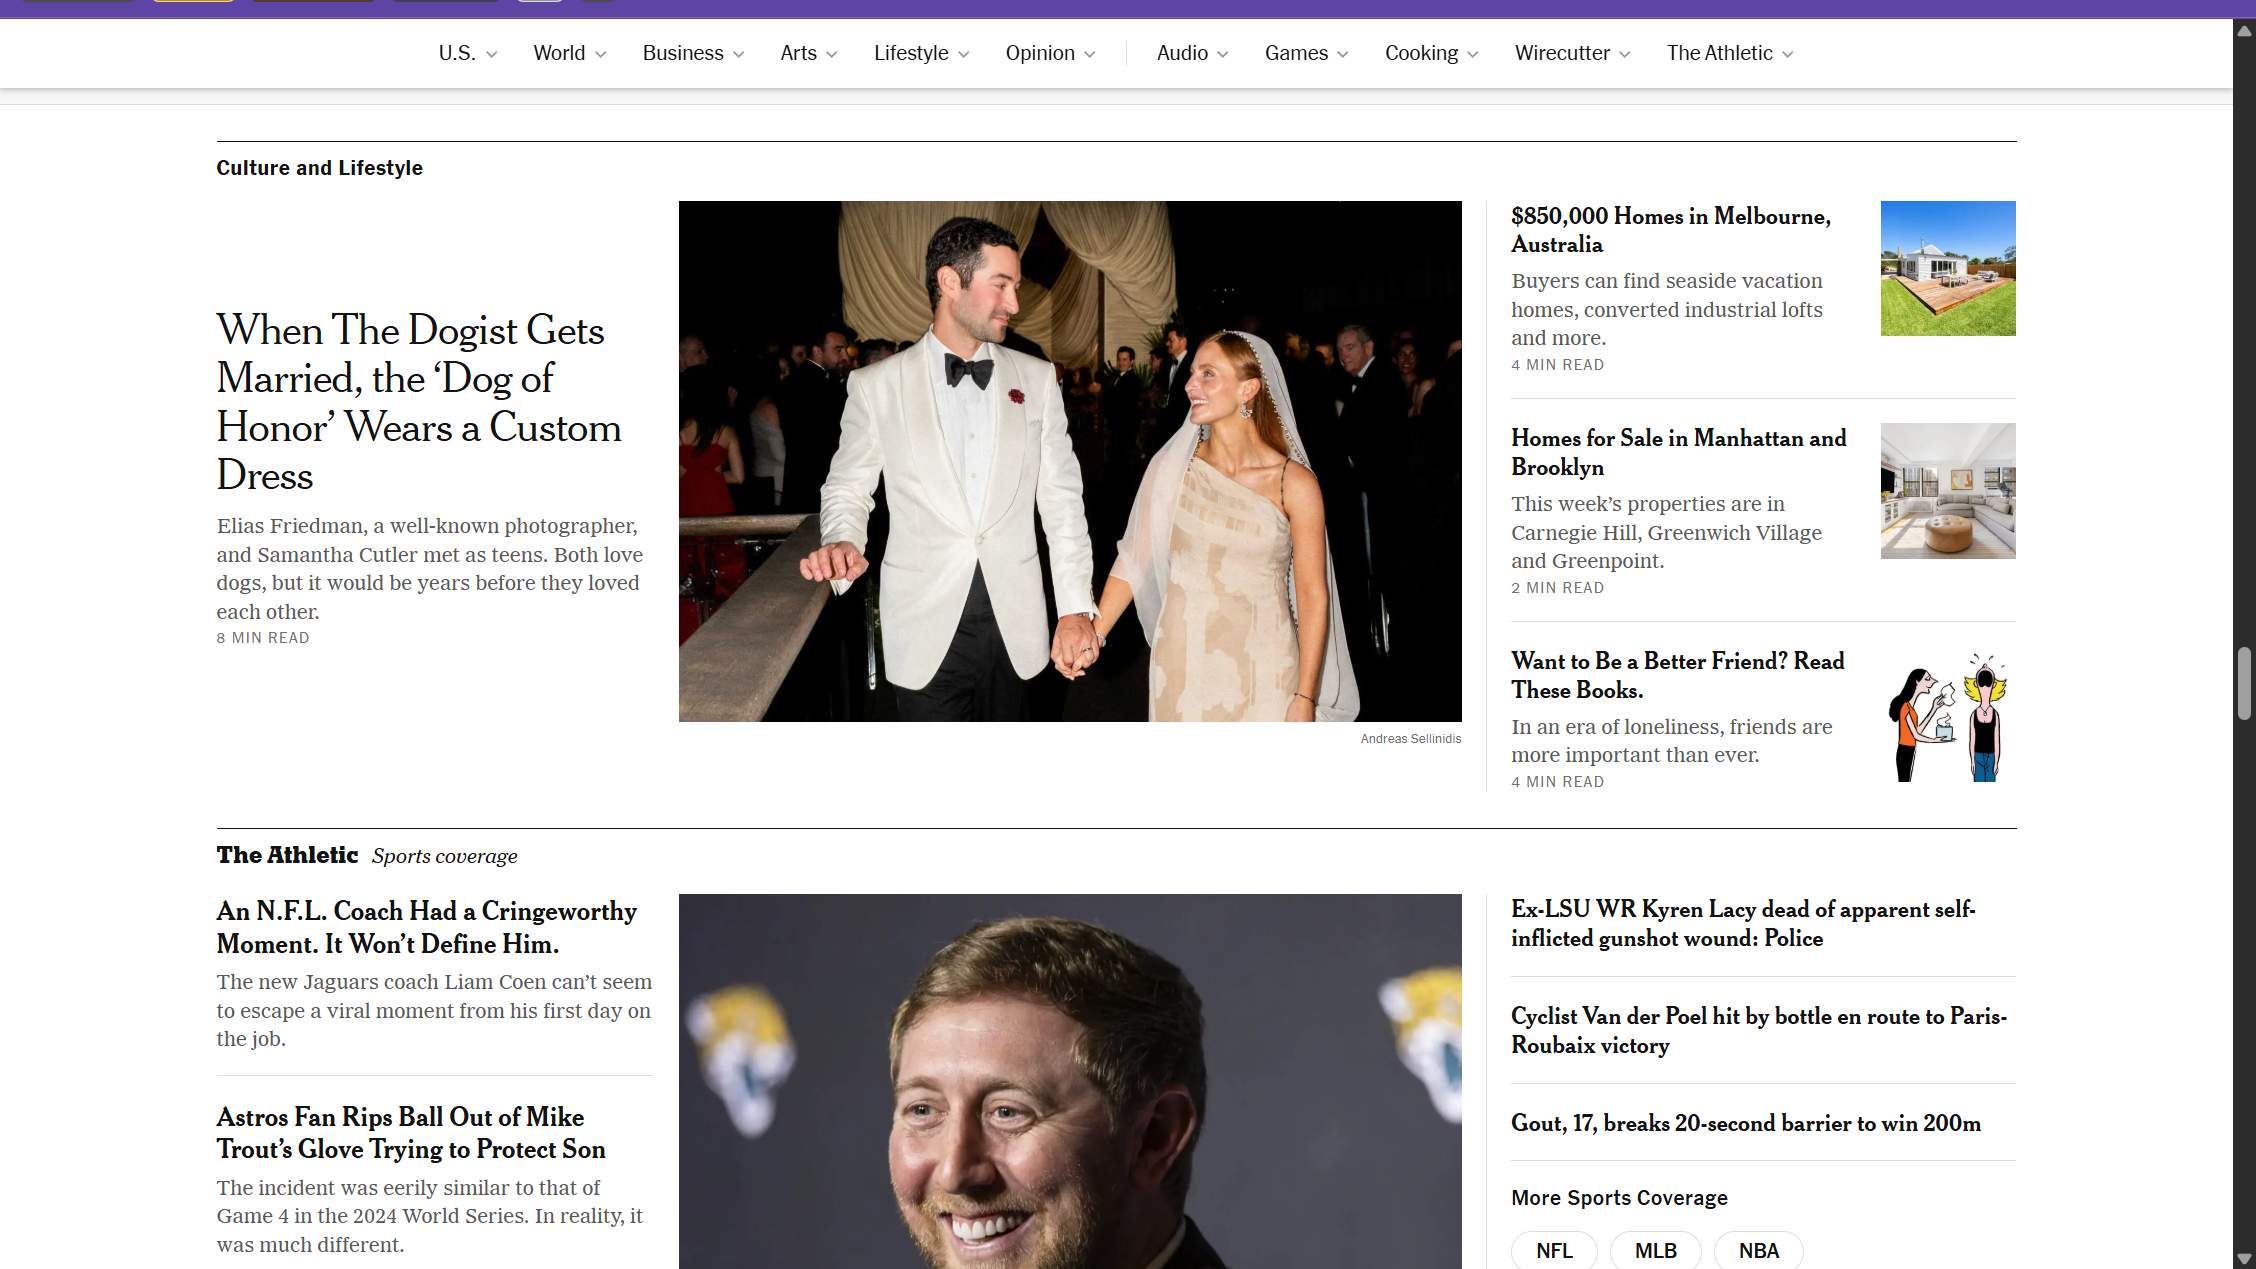 U.S. World Business Arts Lifestyle Opinion Audio Games Cooking Wirecutter The Athletic
Culture and Lifestyle
When The Dogist Gets
Married, the ‘Dog of
Honor’ Wears a Custom
Dress
Elias Friedman, a well-known photographer,
and Samantha Cutler met as teens. Both love
dogs, but it would be years before they loved
each other.
8 MIN READ
Andreas Sellinidis
$850,000 Homes in Melbourne,
Australia
Buyers can find seaside vacation
homes, converted industrial lofts
and more.
4 MIN READ
Homes for Sale in Manhattan and
Brooklyn
This week’s properties are in
Carnegie Hill, Greenwich Village
and Greenpoint.
2 MIN READ
Want to Be a Better Friend? Read
These Books.
In an era of loneliness, friends are
more important than ever.
4 MIN READ
The Athletic Sports coverage
An N.F.L. Coach Had a Cringeworthy
Moment. It Won’t Define Him.
The new Jaguars coach Liam Coen can’t seem
to escape a viral moment from his first day on
the job.
Astros Fan Rips Ball Out of Mike
Trout’s Glove Trying to Protect Son
The incident was eerily similar to that of
Game 4 in the 2024 World Series. In reality, it
was much different.
Ex-LSU WR Kyren Lacy dead of apparent self-
inflicted gunshot wound: Police
Cyclist Van der Poel hit by bottle en route to Paris-
Roubaix victory
Gout, 17, breaks 20-second barrier to win 200m
More Sports Coverage
NFL MLB NBA